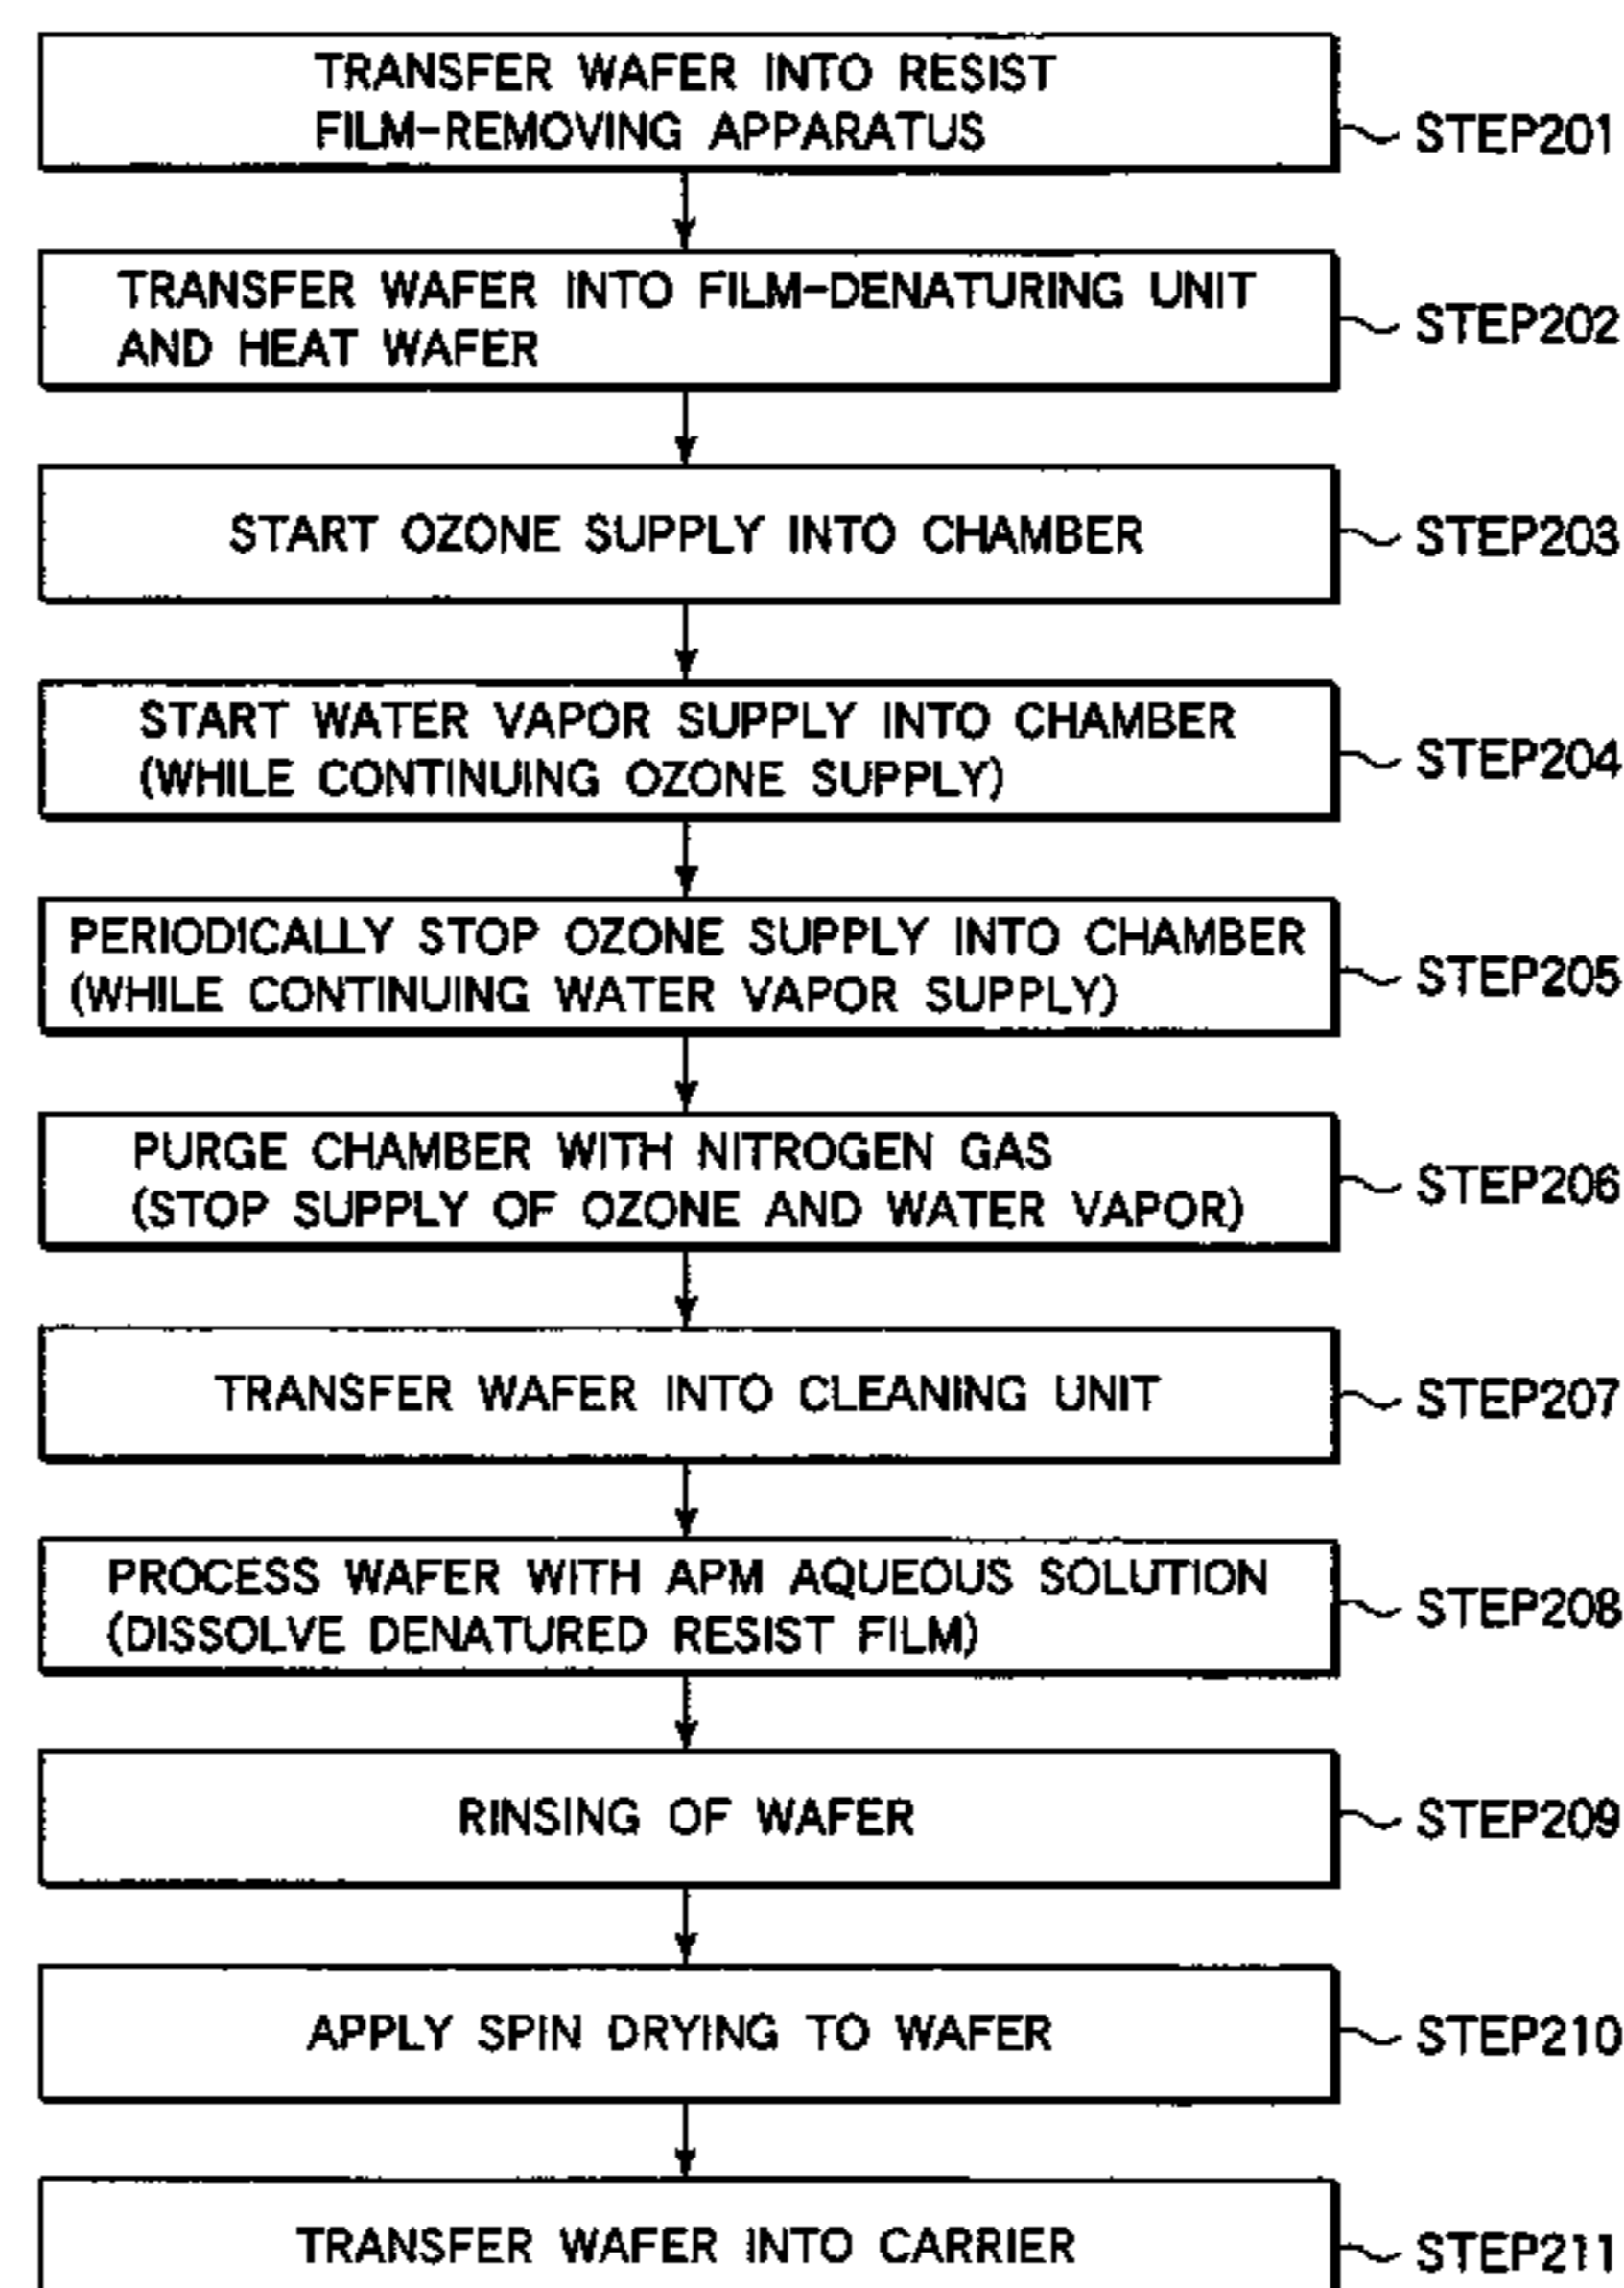 TRANSFER WAFER INTO RESIST
FILM-REMOVING APPARATUS
STEP201
TRANSFER WAFER INTO FILM-DENATURING UNIT
AND HEAT WAFER
STEP202
START OZONE SUPPLY INTO CHAMBER
STEP203
START WATER VAPOR SUPPLY INTO CHAMBER
(WHILE CONTINUING OZONE SUPPLY)
STEP204
PERIODICALLY STOP OZONE SUPPLY INTO CHAMBER
(WHILE CONTINUING WATER VAPOR SUPPLY)
STEP205
PURGE CHAMBER WITH NITROGEN GAS
(STOP SUPPLY OF OZONE AND WATER VAPOR)
STEP206
TRANSFER WAFER INTO CLEANING UNIT
STEP207
PROCESS WAFER WITH APM AQUEOUS SOLUTION
(DISSOLVE DENATURED RESIST FILM)
STEP208
RINSING OF WAFER
STEP209
APPLY SPIN DRYING TO WAFER
STEP210
TRANSFER WAFER INTO CARRIER
STEP211